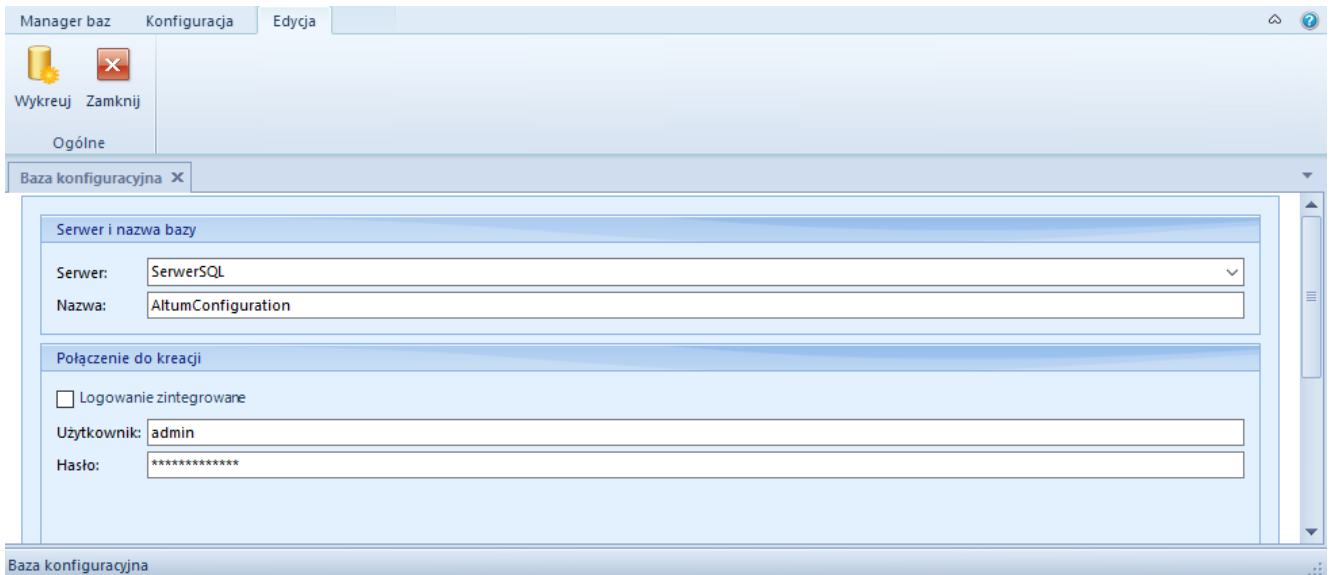 Manager baz Konfiguracja Edycja
Wykreuj Zamknij
Ogólne
Baza konfiguracyjna
Serwer i nazwa bazy
Serwer: SerwerSQL
Nazwa: AltumConfiguration
Połączenie do kreacji
Logowanie zintegrowane
Użytkownik: admin
Hasło: *************
Baza konfiguracyjna